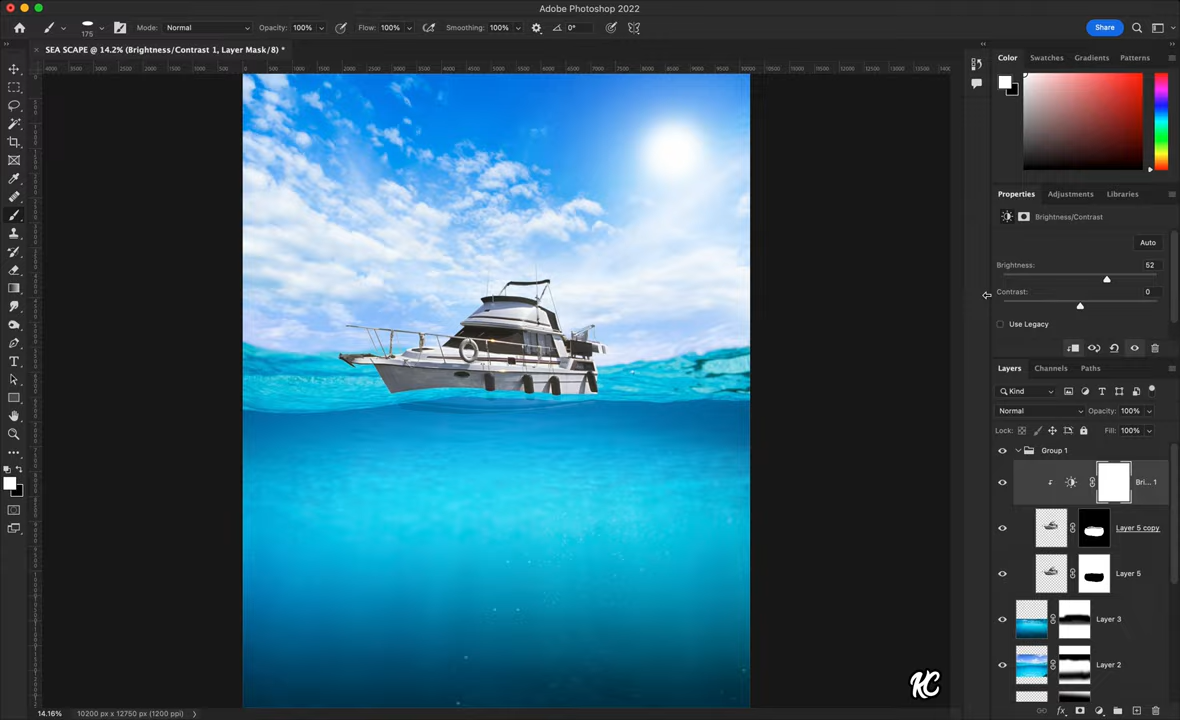 Adobe Photoshop 2022
175 Mode: Normal Opacity: 100% Flow: 100% Smoothing: 100% 0° Share
SEA SCAPE @ 14.2% (Brightness/Contrast 1, Layer Mask/8) *
Color Swatches Gradients Patterns
Properties Adjustments Libraries
Brightness/Contrast
Auto
Brightness: 52
Contrast: 0
Use Legacy
Layers Channels Paths
Kind
Normal Opacity: 100%
Lock: Fill: 100%
Group 1
Bri... 1
Layer 5 copy
Layer 5
Layer 3
Layer 2
KC
14.16% 10200 px x 12750 px (1200 ppi)